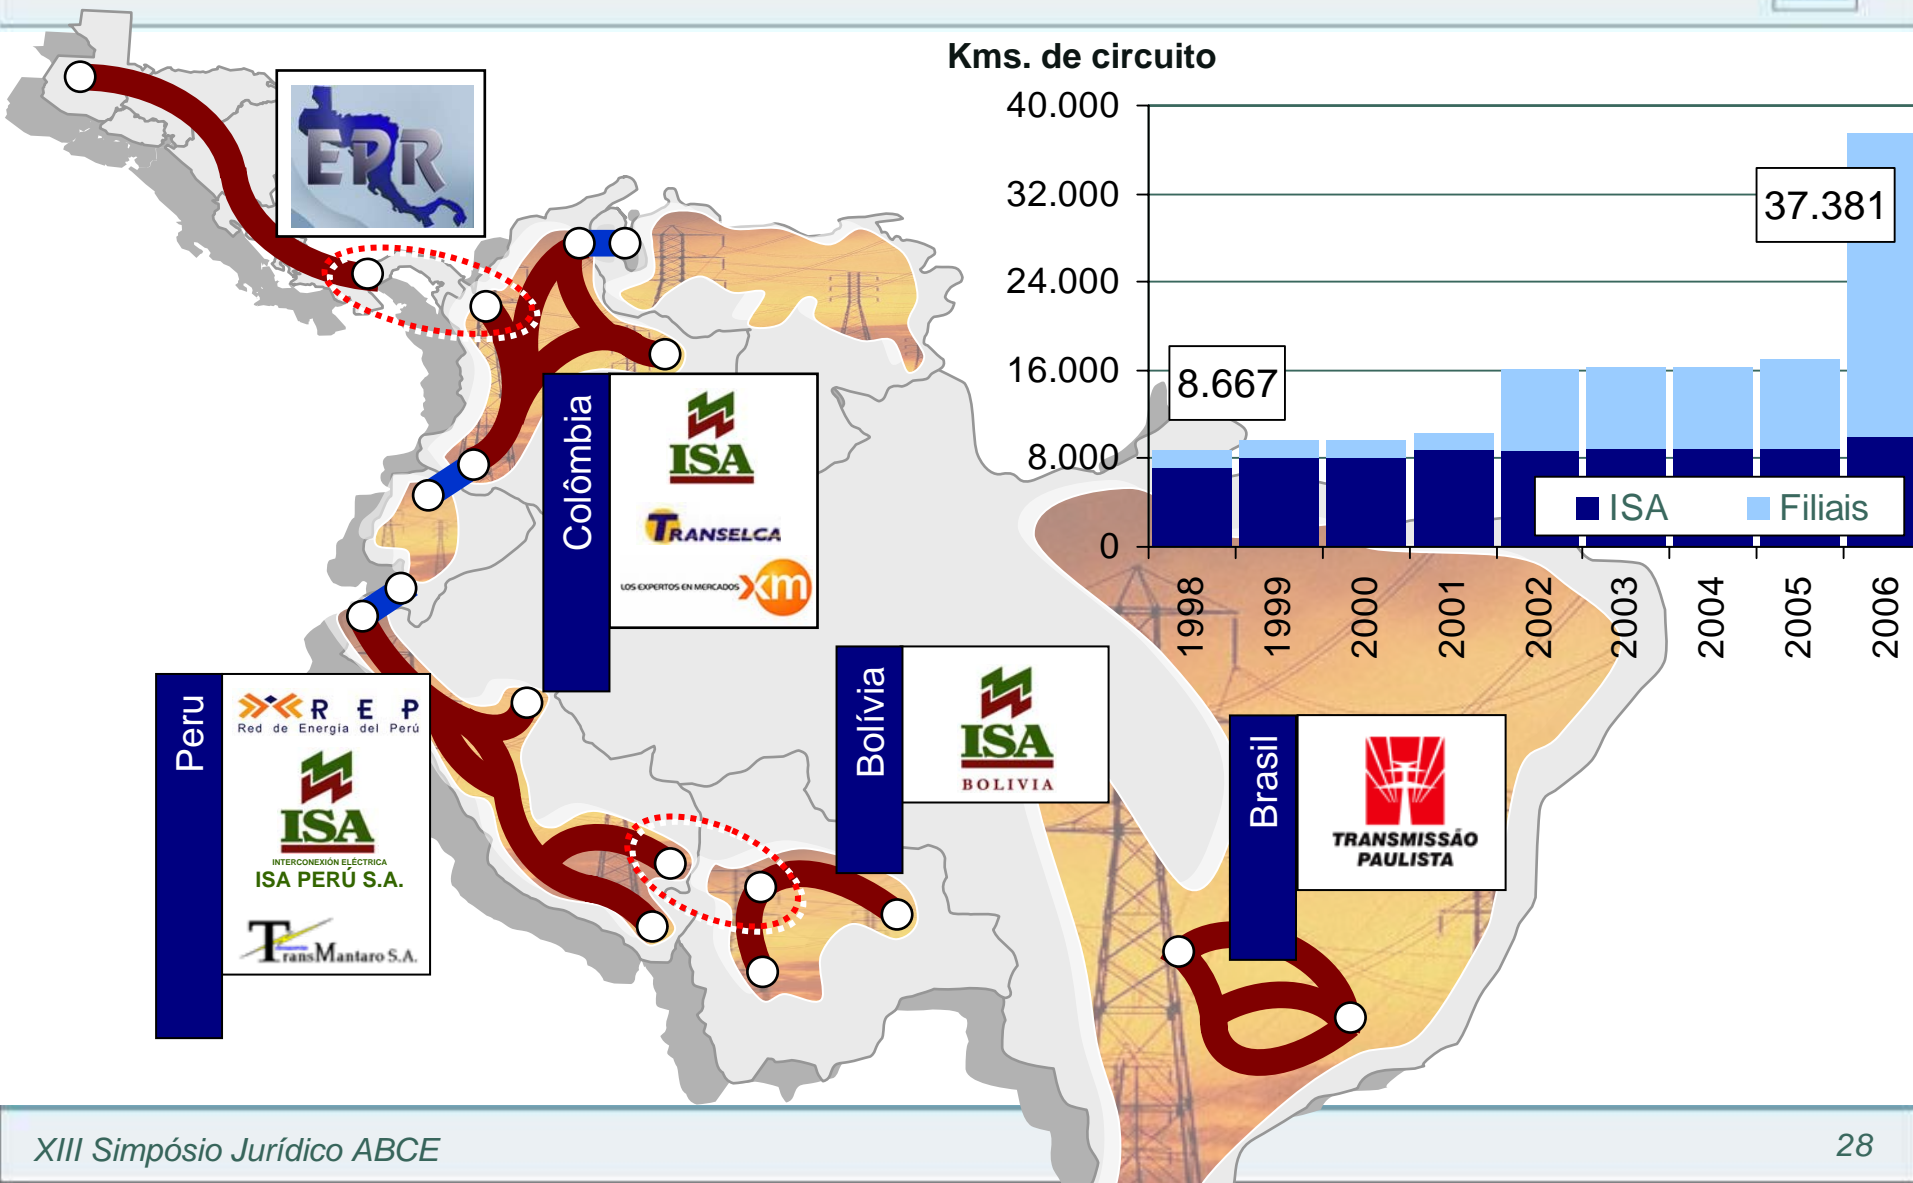 Kms. de circuito
40.000
32.000
24.000
16.000
8.000
0
8.667
37.381
ISA
Filiais
1998
1999
2000
2001
2002
2003
2004
2005
2006
EPR
Colômbia
ISA
TRANSELCA
LOS EXPERTOS EN MERCADOS xm
Peru
REP
Red de Energía del Perú
ISA
INTERCONEXIÓN ELÉCTRICA
ISA PERÚ S.A.
TransMantaro S.A.
Bolívia
ISA
BOLIVIA
Brasil
TRANSMISSÃO
PAULISTA
XIII Simpósio Jurídico ABCE
28